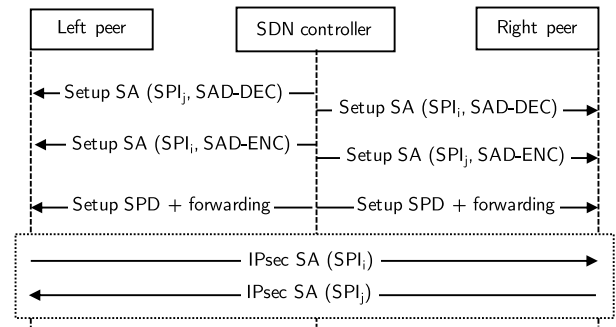 Left peer
SDN controller
Right peer
Setup SA (SPIj, SAD-DEC)
Setup SA (SPIi, SAD-DEC)
Setup SA (SPIi, SAD-ENC)
Setup SA (SPIj, SAD-ENC)
Setup SPD + forwarding
Setup SPD + forwarding
IPsec SA (SPIi)
IPsec SA (SPIj)